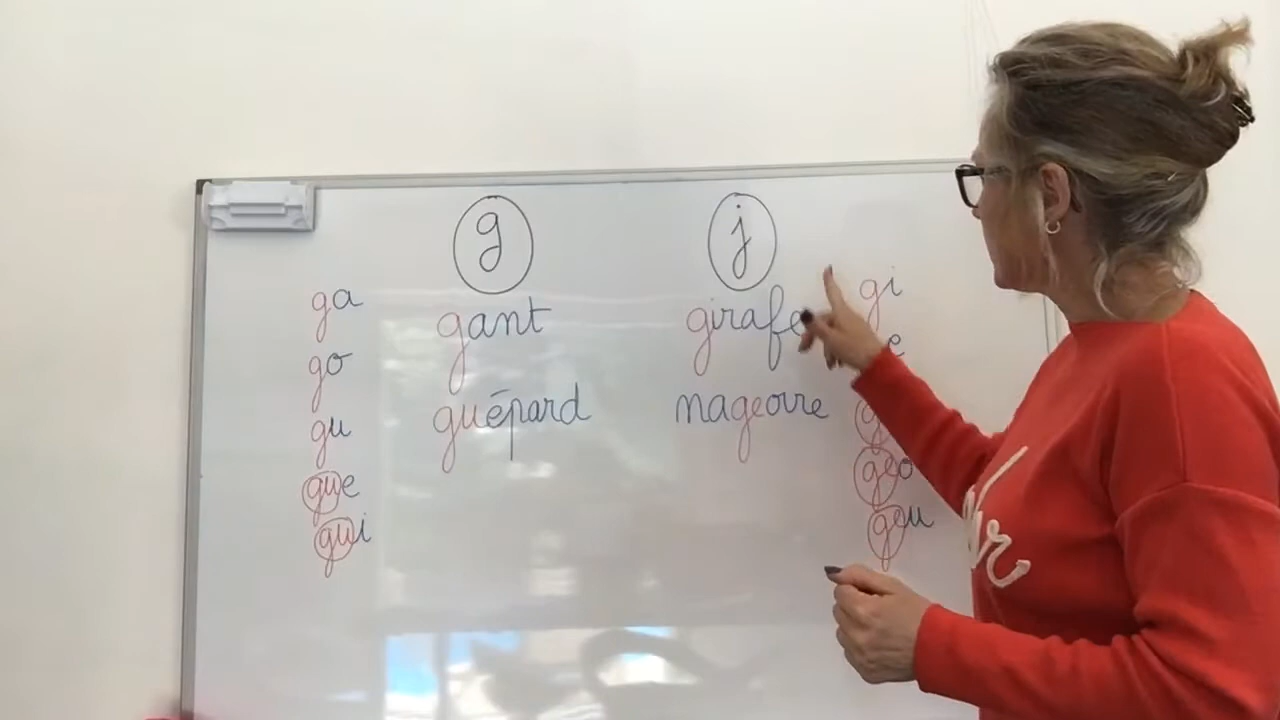 g j
ga gant girafe gi
go
gu guépard nageoire
gue geo
gui geu